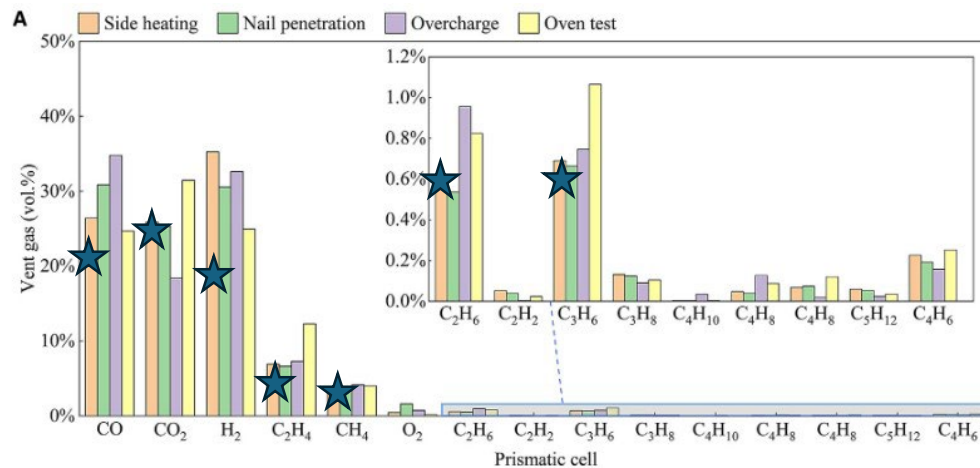 A
Side heating Nail penetration Overcharge Oven test
50%
40%
30%
20%
10%
0%
Vent gas (vol.%)
1.2%
1.0%
0.8%
0.6%
0.4%
0.2%
0.0%
C₂H₆ C₂H₂ C₃H₆ C₃H₈ C₄H₁₀ C₄H₈ C₄H₈ C₅H₁₂ C₄H₆
CO CO₂ H₂ C₂H₄ CH₄ O₂ C₂H₆ C₂H₂ C₃H₆ C₃H₈ C₄H₁₀ C₄H₈ C₄H₈ C₅H₁₂ C₄H₆
Prismatic cell